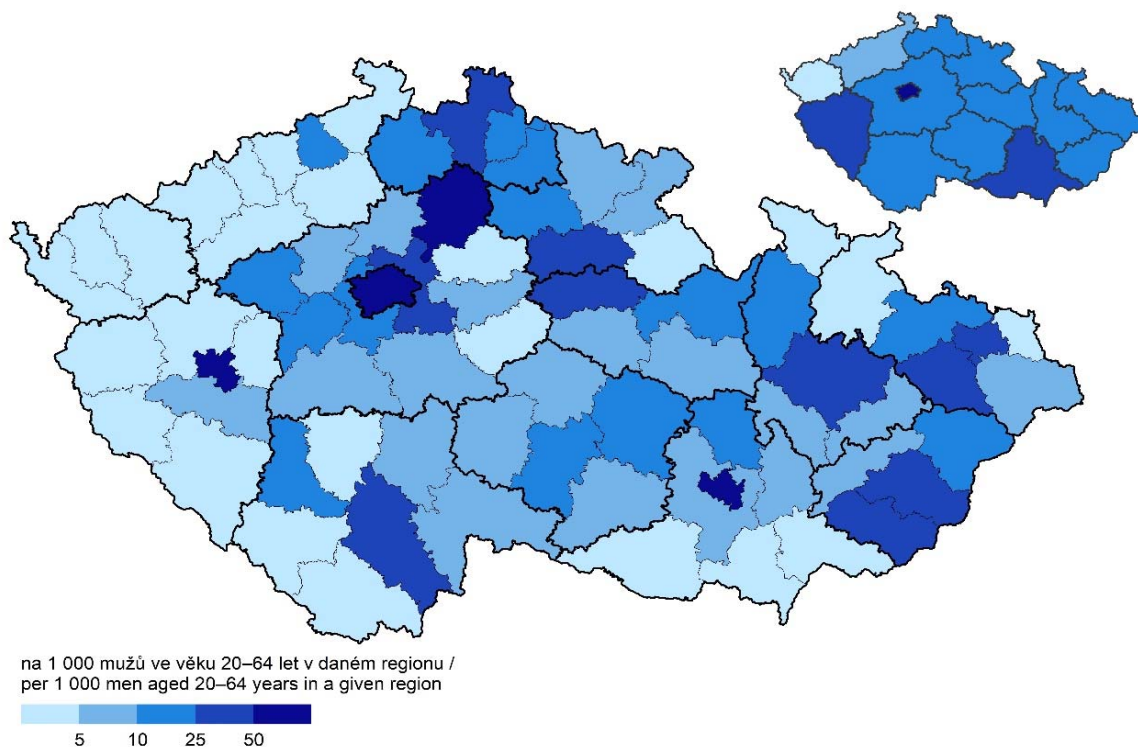 na 1 000 mužů ve věku 20–64 let v daném regionu /
per 1 000 men aged 20–64 years in a given region
5 10 25 50